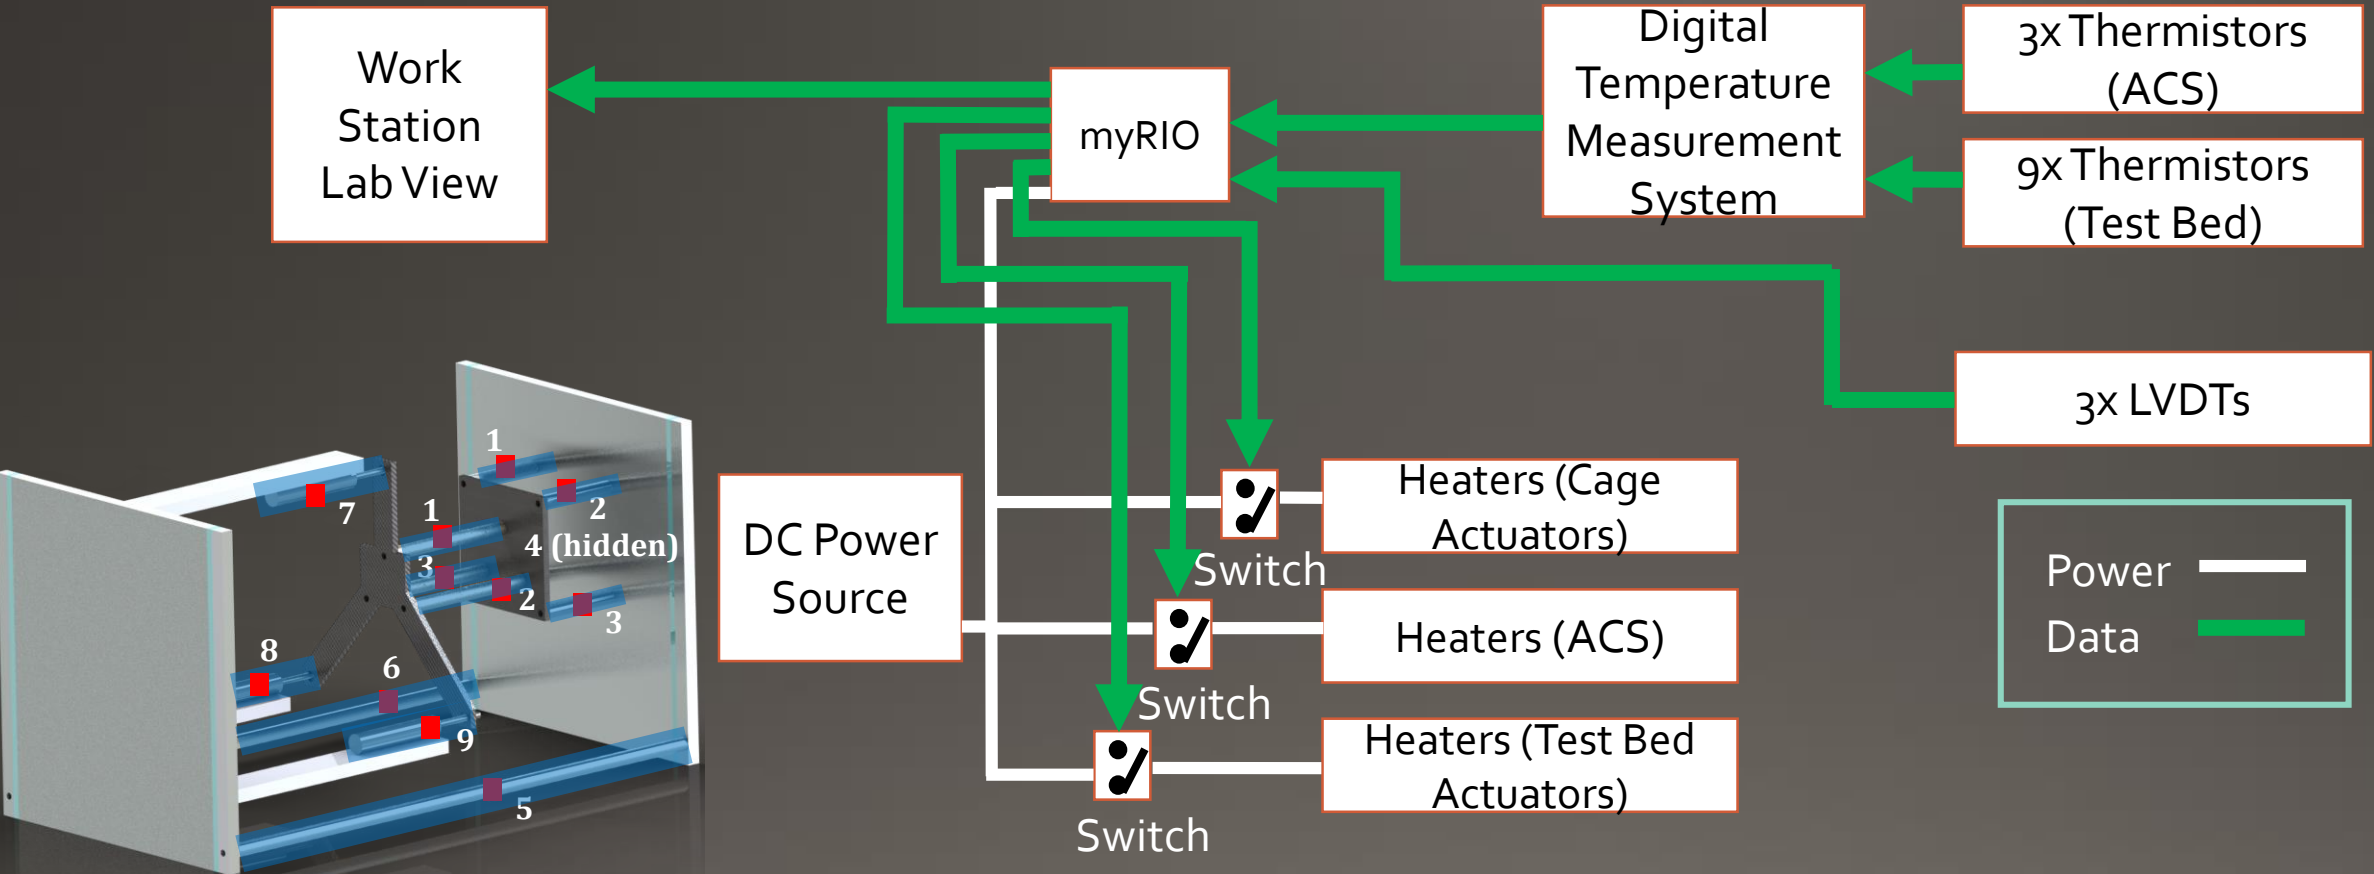 Work
Station
Lab View
myRIO
Digital
Temperature
Measurement
System
3x Thermistors
(ACS)
9x Thermistors
(Test Bed)
3x LVDTs
DC Power
Source
Heaters (Cage
Actuators)
Switch
Heaters (ACS)
Switch
Heaters (Test Bed
Actuators)
Switch
Power
Data
1
2
7
1
4 (hidden)
3
2
3
8
6
9
5